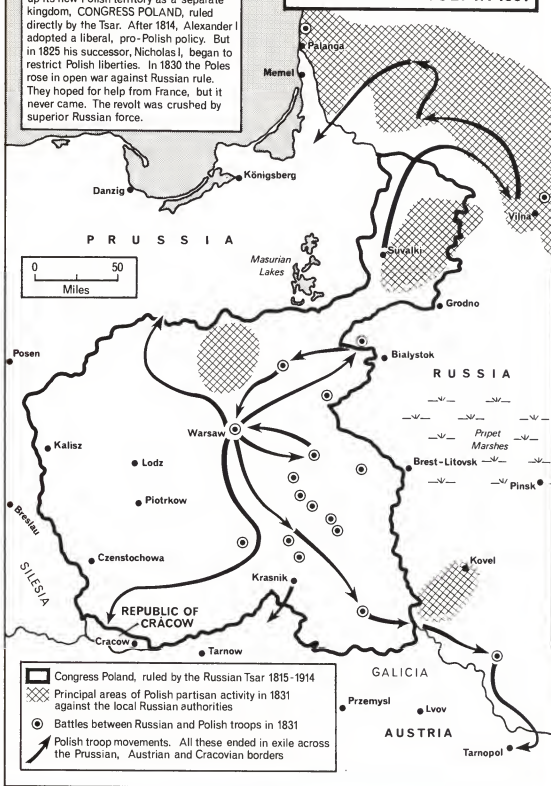 up its new Polish territory as a separate
kingdom, CONGRESS POLAND, ruled
directly by the Tsar. After 1814, Alexander I
adopted a liberal, pro-Polish policy. But
in 1825 his successor, Nicholas I, began to
restrict Polish liberties. In 1830 the Poles
rose in open war against Russian rule.
They hoped for help from France, but it
never came. The revolt was crushed by
superior Russian force.
Palanga
Memel
Königsberg
Danzig
Vilna
PRUSSIA
Suvalki
Masurian
Lakes
0 50
Miles
Grodno
Posen
Bialystok
RUSSIA
Warsaw
Pripet
Marshes
Kalisz
Lodz
Brest-Litovsk
Pinsk
Piotrkow
Breslau
Czenstochowa
Kovel
SILESIA
Krasnik
REPUBLIC OF
CRACOW
Cracow
Tarnow
GALICIA
Przemysl
Lvov
AUSTRIA
Tarnopol
Congress Poland, ruled by the Russian Tsar 1815-1914
Principal areas of Polish partisan activity in 1831
against the local Russian authorities
Battles between Russian and Polish troops in 1831
Polish troop movements. All these ended in exile across
the Prussian, Austrian and Cracovian borders